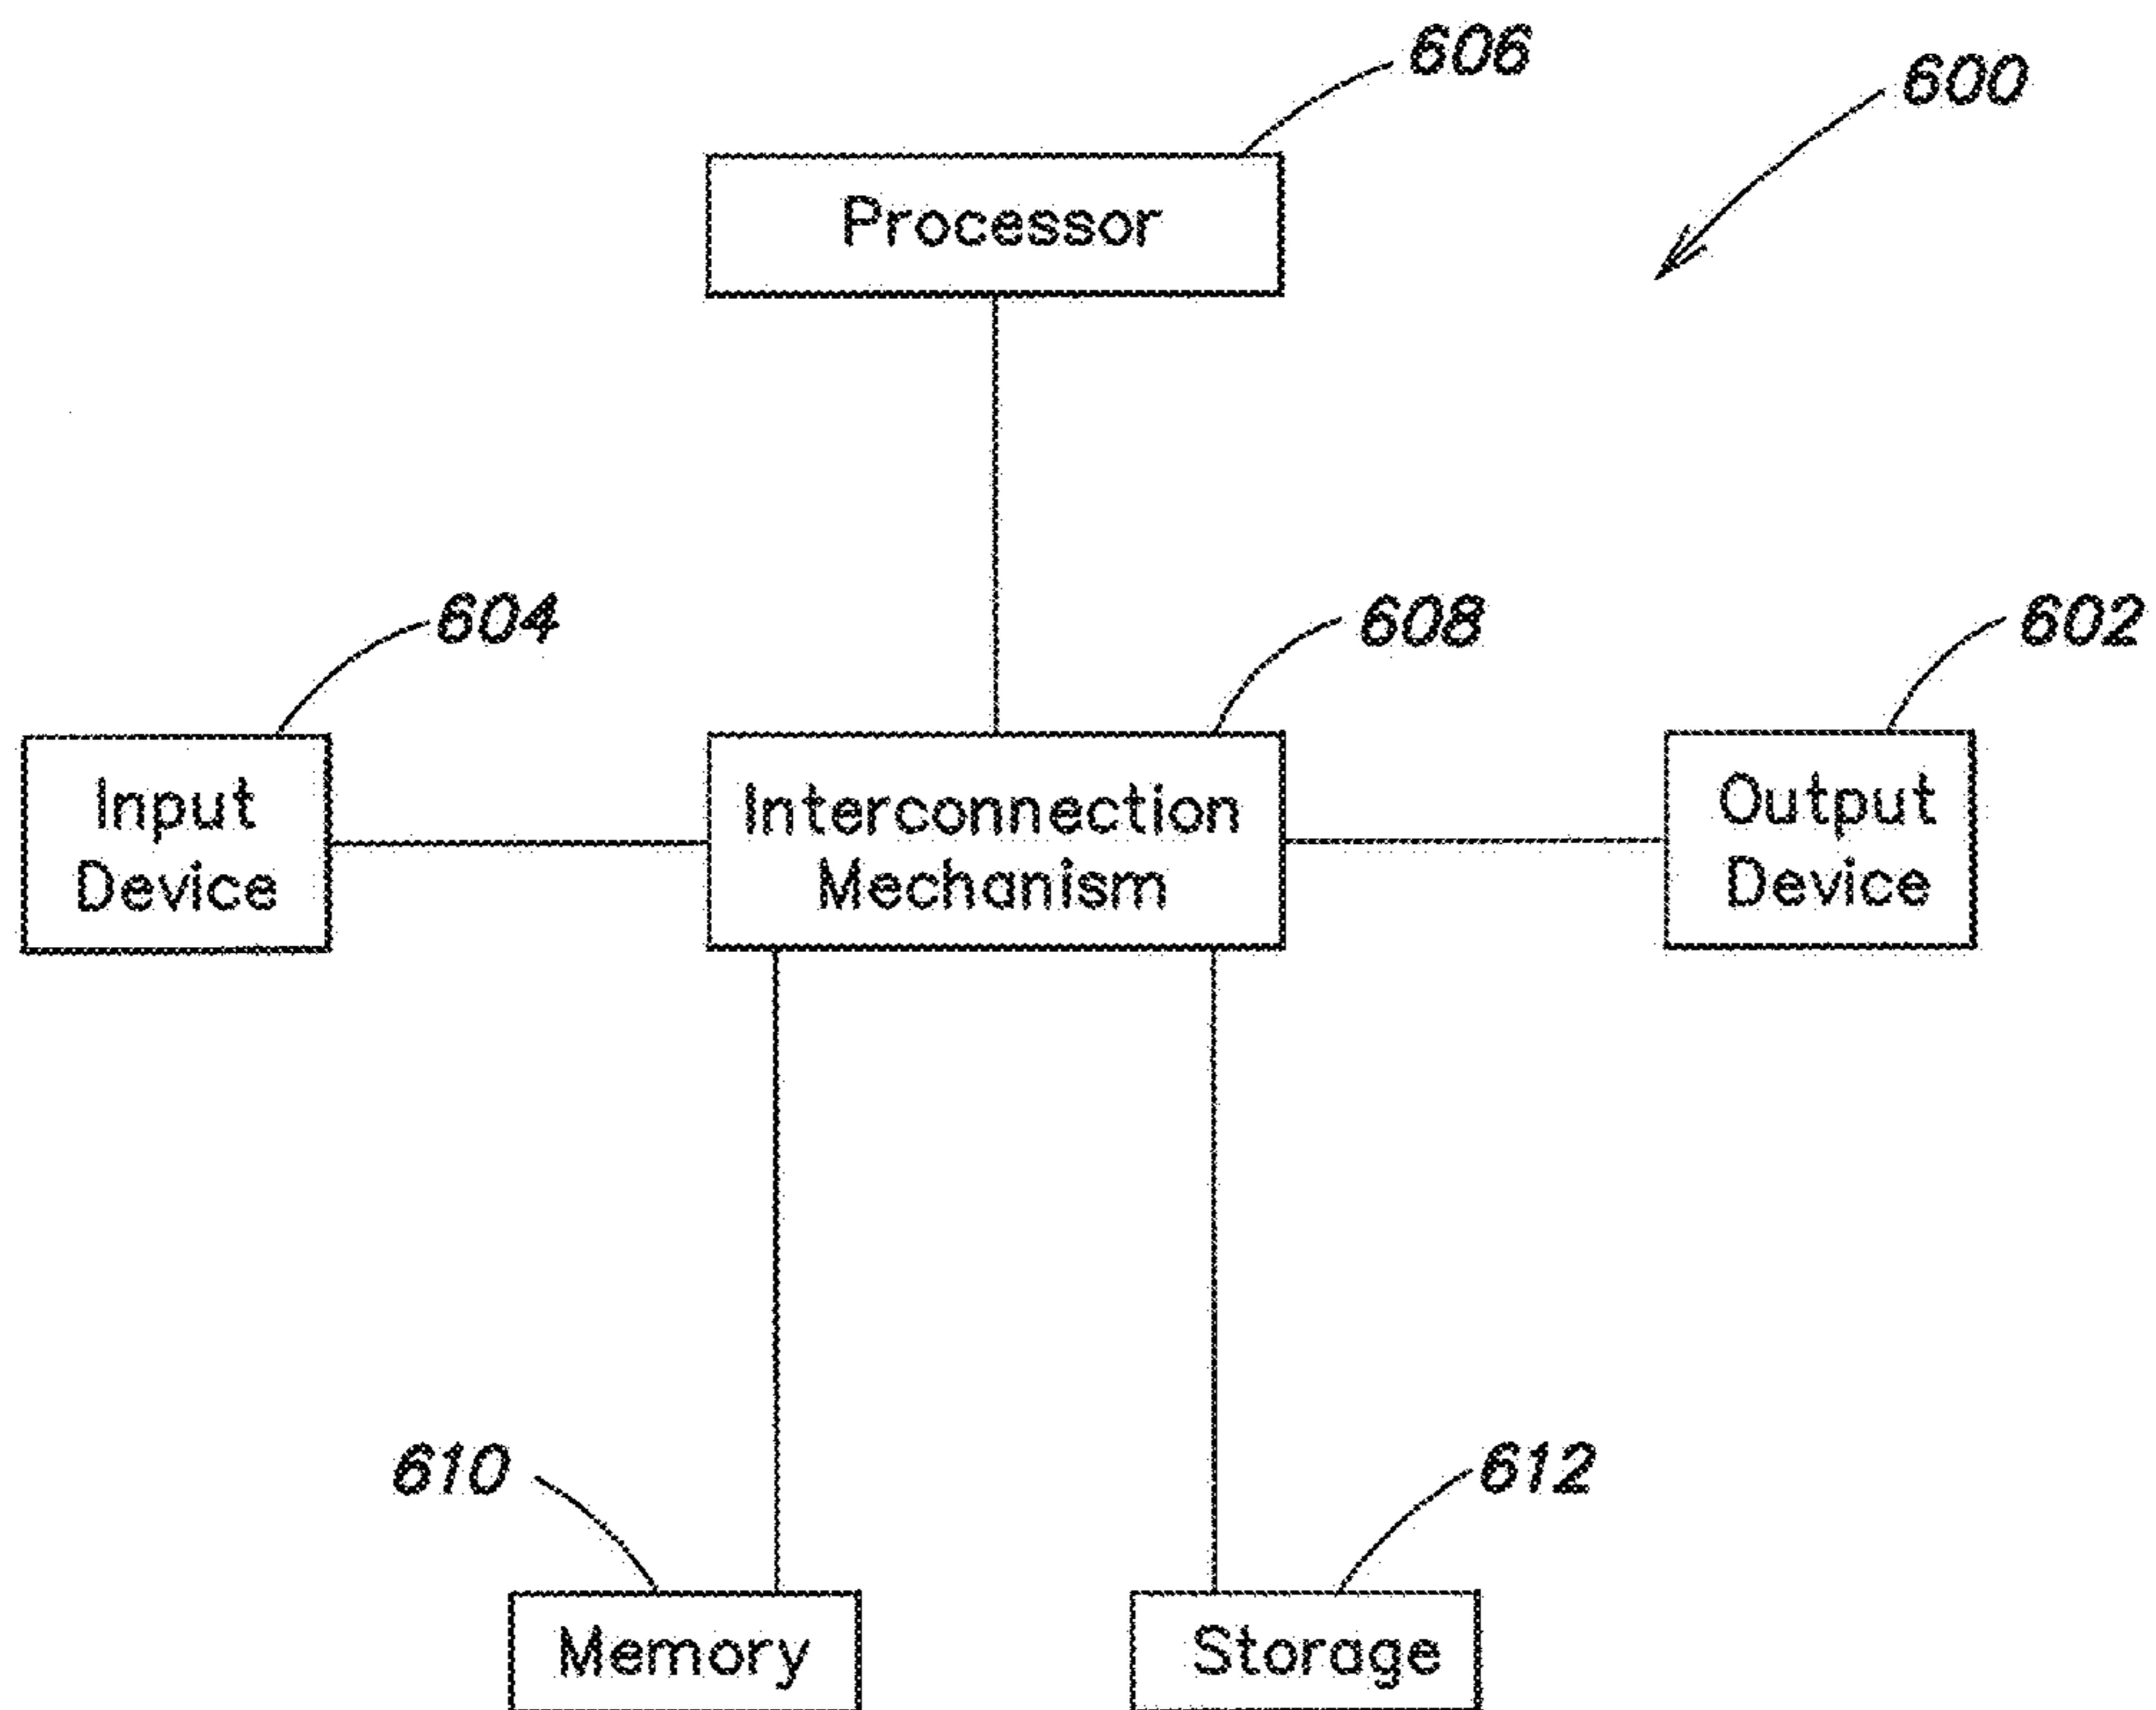 606
600
Processor
604
608
602
Input
Device
Interconnection
Mechanism
Output
Device
610
612
Memory
Storage